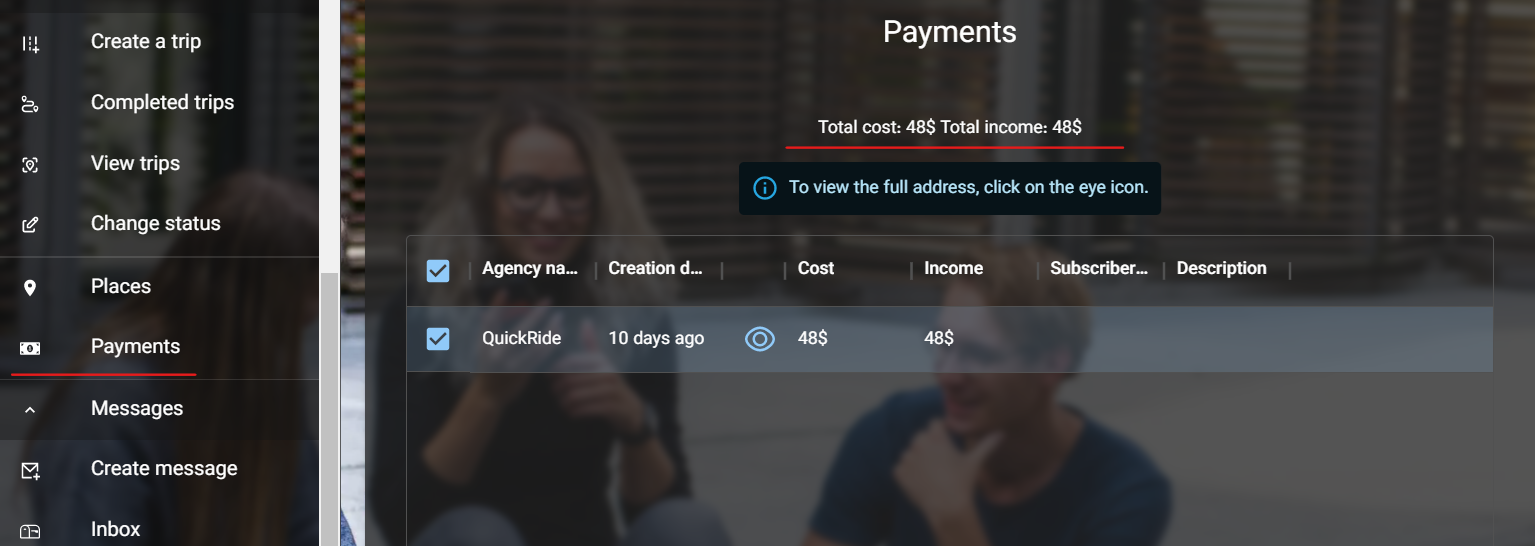 Create a trip
Completed trips
View trips
Change status
Places
Payments
Messages
Create message
Inbox
Payments
Total cost: 48$ Total income: 48$
To view the full address, click on the eye icon.
Agency na... Creation d... Cost Income Subscriber... Description
QuickRide 10 days ago 48$ 48$